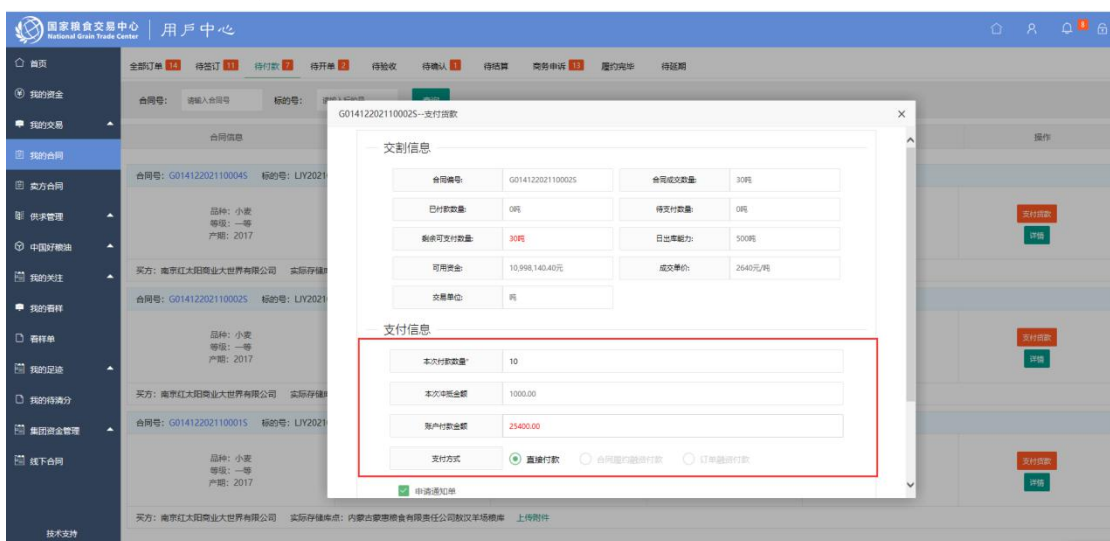 国家粮食交易中心 用戶中心
National Grain Trade Center
8
首页
我的资金
我的交易
我的合同
卖方合同
供求管理
中国好粮油
我的关注
我的看样
看样单
我的足迹
我的待清分
集团资金管理
线下合同
技术支持
全部订单 14 待签订 11 待付款 7 待开单 2 待验收 待确认 1 待结算 商务申诉 13 履约完毕 待延期
合同号: 请输入合同号 标的号:
合同信息 操作
合同号: G01412202110004S 标的号: LJY2021
品种: 小麦
等级: 一等
产期: 2017
支付货款
详情
买方: 南京红太阳商业大世界有限公司 实际存储
合同号: G01412202110002S 标的号: LJY2021
品种: 小麦
等级: 一等
产期: 2017
支付货款
详情
买方: 南京红太阳商业大世界有限公司 实际存储
合同号: G01412202110001S 标的号: LJY2021
品种: 小麦
等级: 一等
产期: 2017
支付货款
详情
买方: 南京红太阳商业大世界有限公司 实际存储库点: 内蒙古蒙惠粮食有限责任公司敖汉羊场粮库 上传附件
G01412202110002S--支付货款
交割信息
合同编号: G01412202110002S 合同成交数量: 30吨
已付款数量: 0吨 待支付数量: 0吨
剩余可支付数量: 30吨 日出库能力: 500吨
可用资金: 10,998,140.40元 成交单价: 2640元/吨
交易单位: 吨
支付信息
本次付款数量* 10
本次冲抵金额 1000.00
账户付款金额 25400.00
支付方式 直接付款 合同履约融资付款 订单融资付款
申请通知单